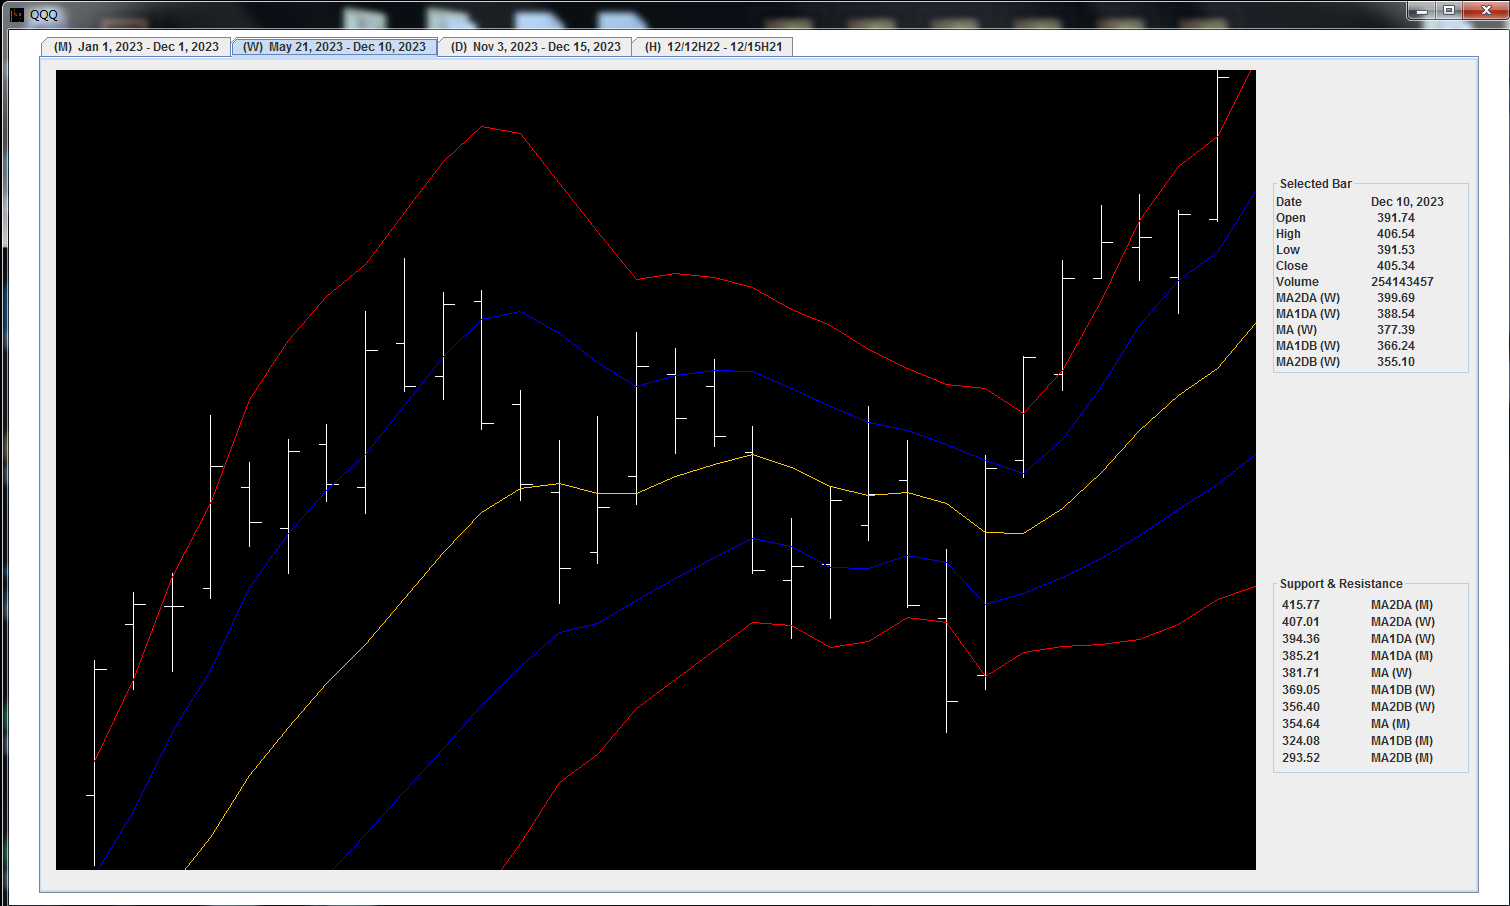 QQQ
(M) Jan 1, 2023 - Dec 1, 2023 (W) May 21, 2023 - Dec 10, 2023 (D) Nov 3, 2023 - Dec 15, 2023 (H) 12/12H22 - 12/15H21
Selected Bar
Date Dec 10, 2023
Open 391.74
High 406.54
Low 391.53
Close 405.34
Volume 254143457
MA2DA (W) 399.69
MA1DA (W) 388.54
MA (W) 377.39
MA1DB (W) 366.24
MA2DB (W) 355.10
Support & Resistance
415.77 MA2DA (M)
407.01 MA2DA (W)
394.36 MA1DA (W)
385.21 MA1DA (M)
381.71 MA (W)
369.05 MA1DB (W)
356.40 MA2DB (W)
354.64 MA (M)
324.08 MA1DB (M)
293.52 MA2DB (M)